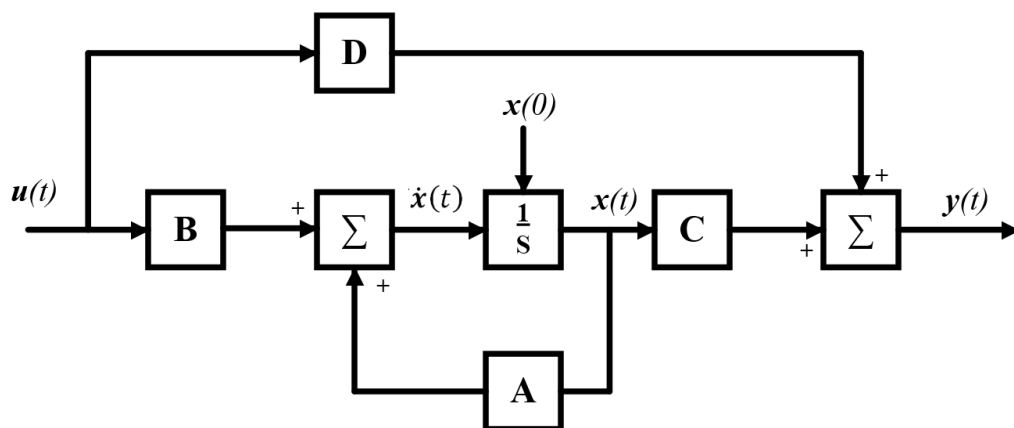 D
x(0)
u(t)
B
+
Σ
+
ẋ(t)
1
S
x(t)
C
+
Σ
+
y(t)
A